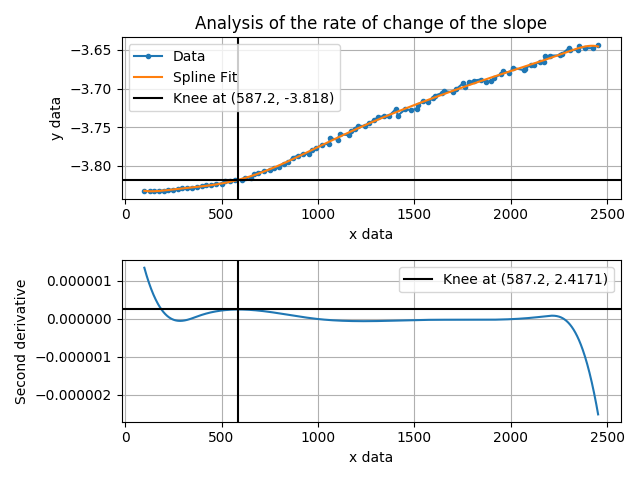 Analysis of the rate of change of the slope
y data
−3.65
−3.70
−3.75
−3.80
Data
Spline Fit
Knee at (587.2, -3.818)
0 500 1000 1500 2000 2500
x data
Second derivative
0.000001
0.000000
−0.000001
−0.000002
Knee at (587.2, 2.4171)
0 500 1000 1500 2000 2500
x data